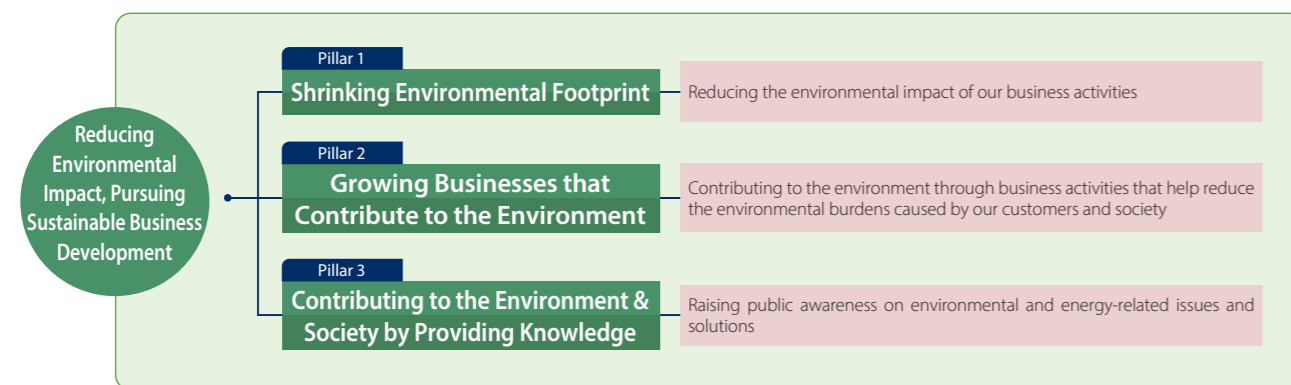 Reducing
Environmental
Impact, Pursuing
Sustainable Business
Development
Pillar 1
Shrinking Environmental Footprint
Reducing the environmental impact of our business activities
Pillar 2
Growing Businesses that
Contribute to the Environment
Contributing to the environment through business activities that help reduce
the environmental burdens caused by our customers and society
Pillar 3
Contributing to the Environment &
Society by Providing Knowledge
Raising public awareness on environmental and energy-related issues and
solutions